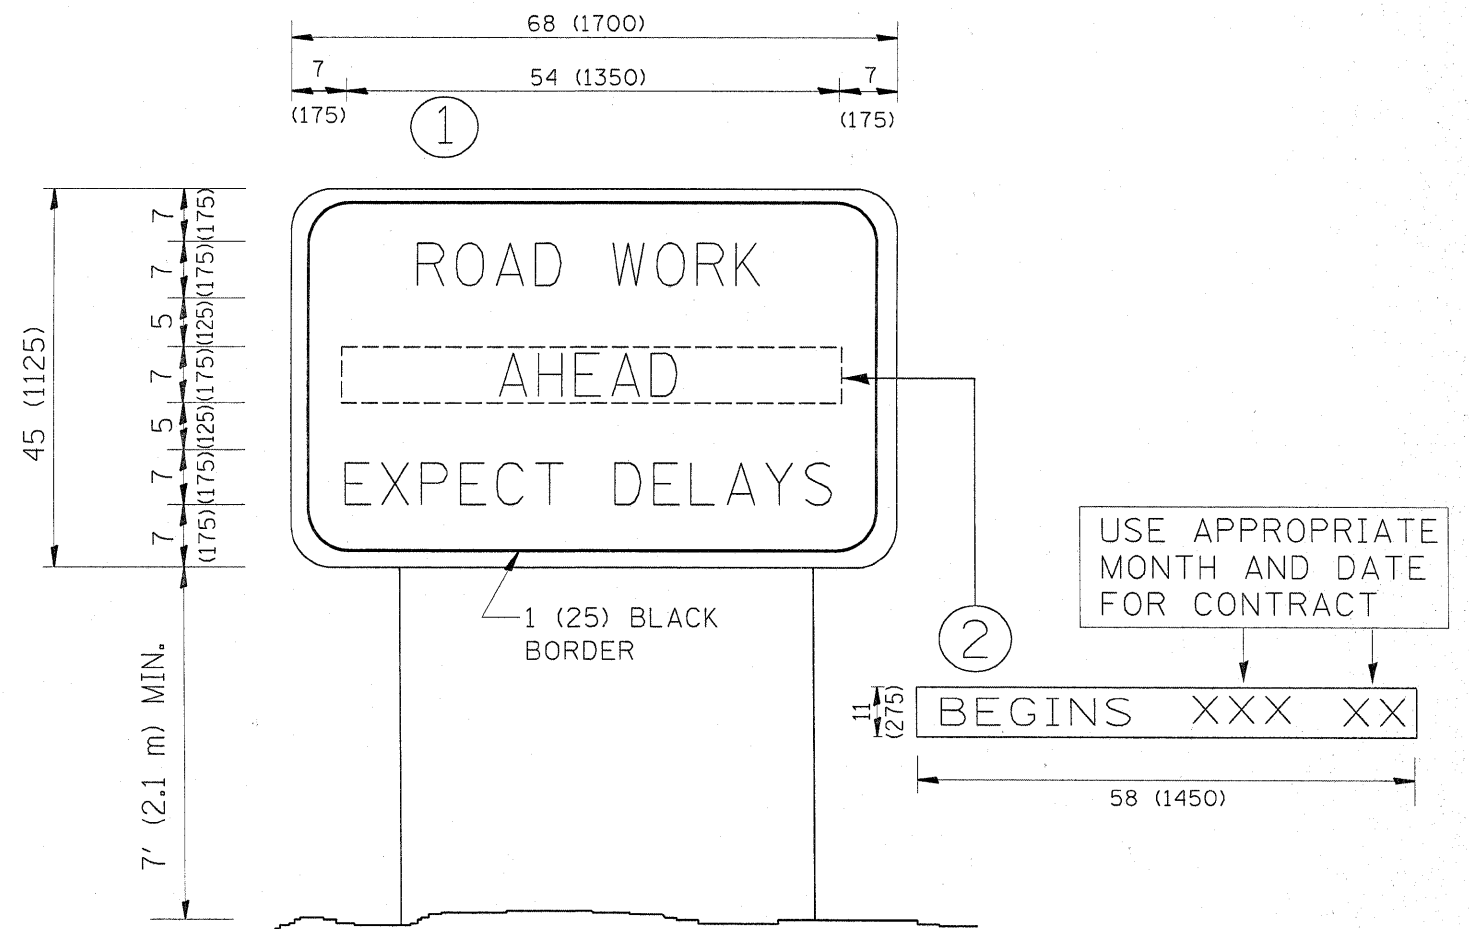 68 (1700)
7
54 (1350)
7
(175)
(175)
1
7 (175)
7 (175)
5 (125)
7 (175)
5 (125)
7 (175)
7 (175)
45 (1125)
ROAD WORK
AHEAD
EXPECT DELAYS
1 (25) BLACK
BORDER
7' (2.1 m) MIN.
USE APPROPRIATE
MONTH AND DATE
FOR CONTRACT
2
11
(275)
BEGINS XXX XX
58 (1450)